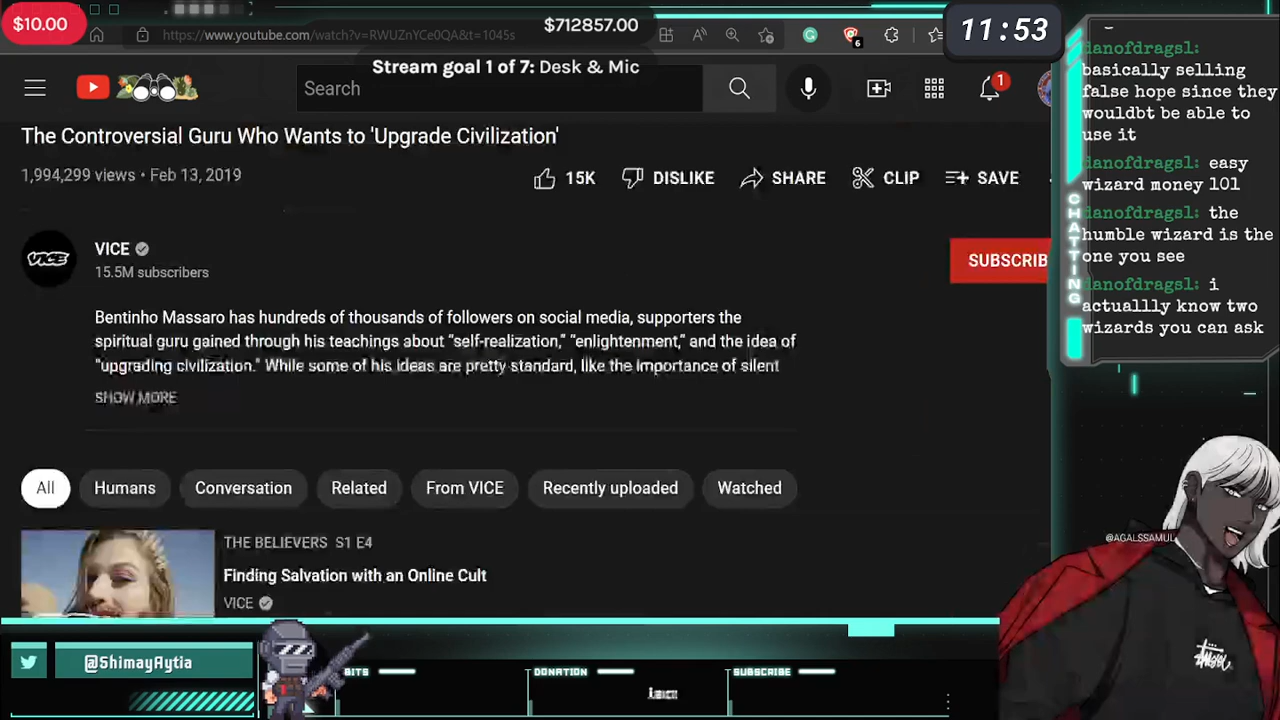 $10.00
https://www.youtube.com/watch?v=RWUZnYCe0QA&t=1045s
$712857.00
6
11:53
Stream goal 1 of 7: Desk & Mic
Search
1
The Controversial Guru Who Wants to 'Upgrade Civilization'
1,994,299 views • Feb 13, 2019
15K
DISLIKE
SHARE
CLIP
SAVE
VICE
VICE
15.5M subscribers
SUBSCRIB
Bentinho Massaro has hundreds of thousands of followers on social media, supporters the
spiritual guru gained through his teachings about “self-realization,” “enlightenment,” and the idea of
“upgrading civilization.” While some of his ideas are pretty standard, like the importance of silent
SHOW MORE
All
Humans
Conversation
Related
From VICE
Recently uploaded
Watched
THE BELIEVERS S1 E4
Finding Salvation with an Online Cult
VICE
CHATTING
danofdragsl:
basically selling
false hope since they
wouldbt be able to
use it
danofdragsl: easy
wizard money 101
danofdragsl: the
humble wizard is the
one you see
danofdragsl: i
actuallly know two
wizards you can ask
@AGALSSAMUL
@ShimayAytia
BITS
DONATION
SUBSCRIBE